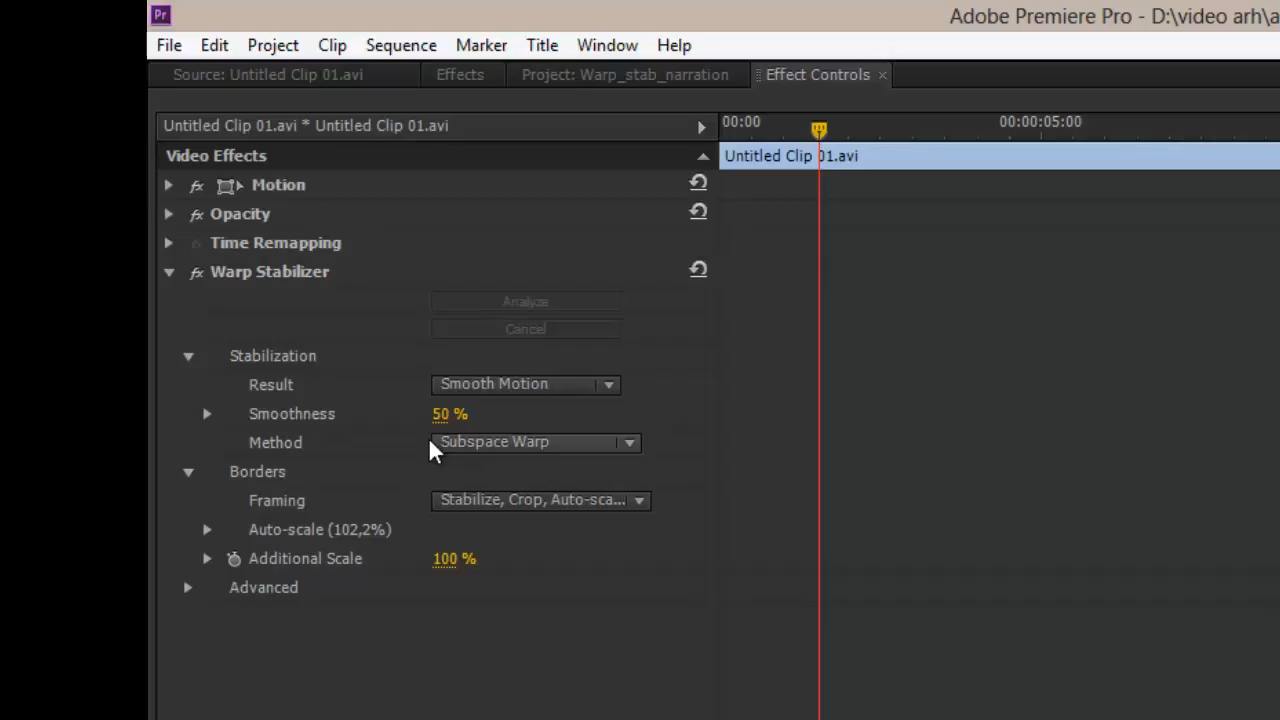 Pr Adobe Premiere Pro - D:\video arh\a
File Edit Project Clip Sequence Marker Title Window Help
Source: Untitled Clip 01.avi Effects Project: Warp_stab_narration Effect Controls ×
Untitled Clip 01.avi * Untitled Clip 01.avi 00:00 00:00:05:00
Video Effects Untitled Clip 01.avi
fx Motion
fx Opacity
Time Remapping
fx Warp Stabilizer
Analyze
Cancel
Stabilization
Result Smooth Motion
Smoothness 50 %
Method Subspace Warp
Borders
Framing Stabilize, Crop, Auto-sca...
Auto-scale (102,2%)
Additional Scale 100 %
Advanced